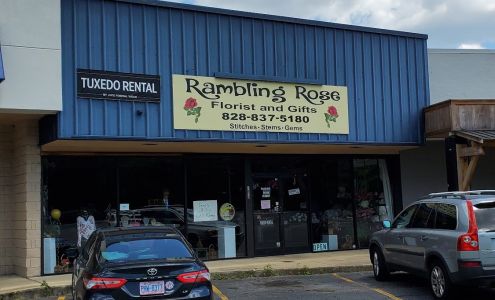 TUXEDO RENTAL
Rambling Rose
Florist and Gifts
828-837-5180
Stitches · Stems · Gems
OPEN